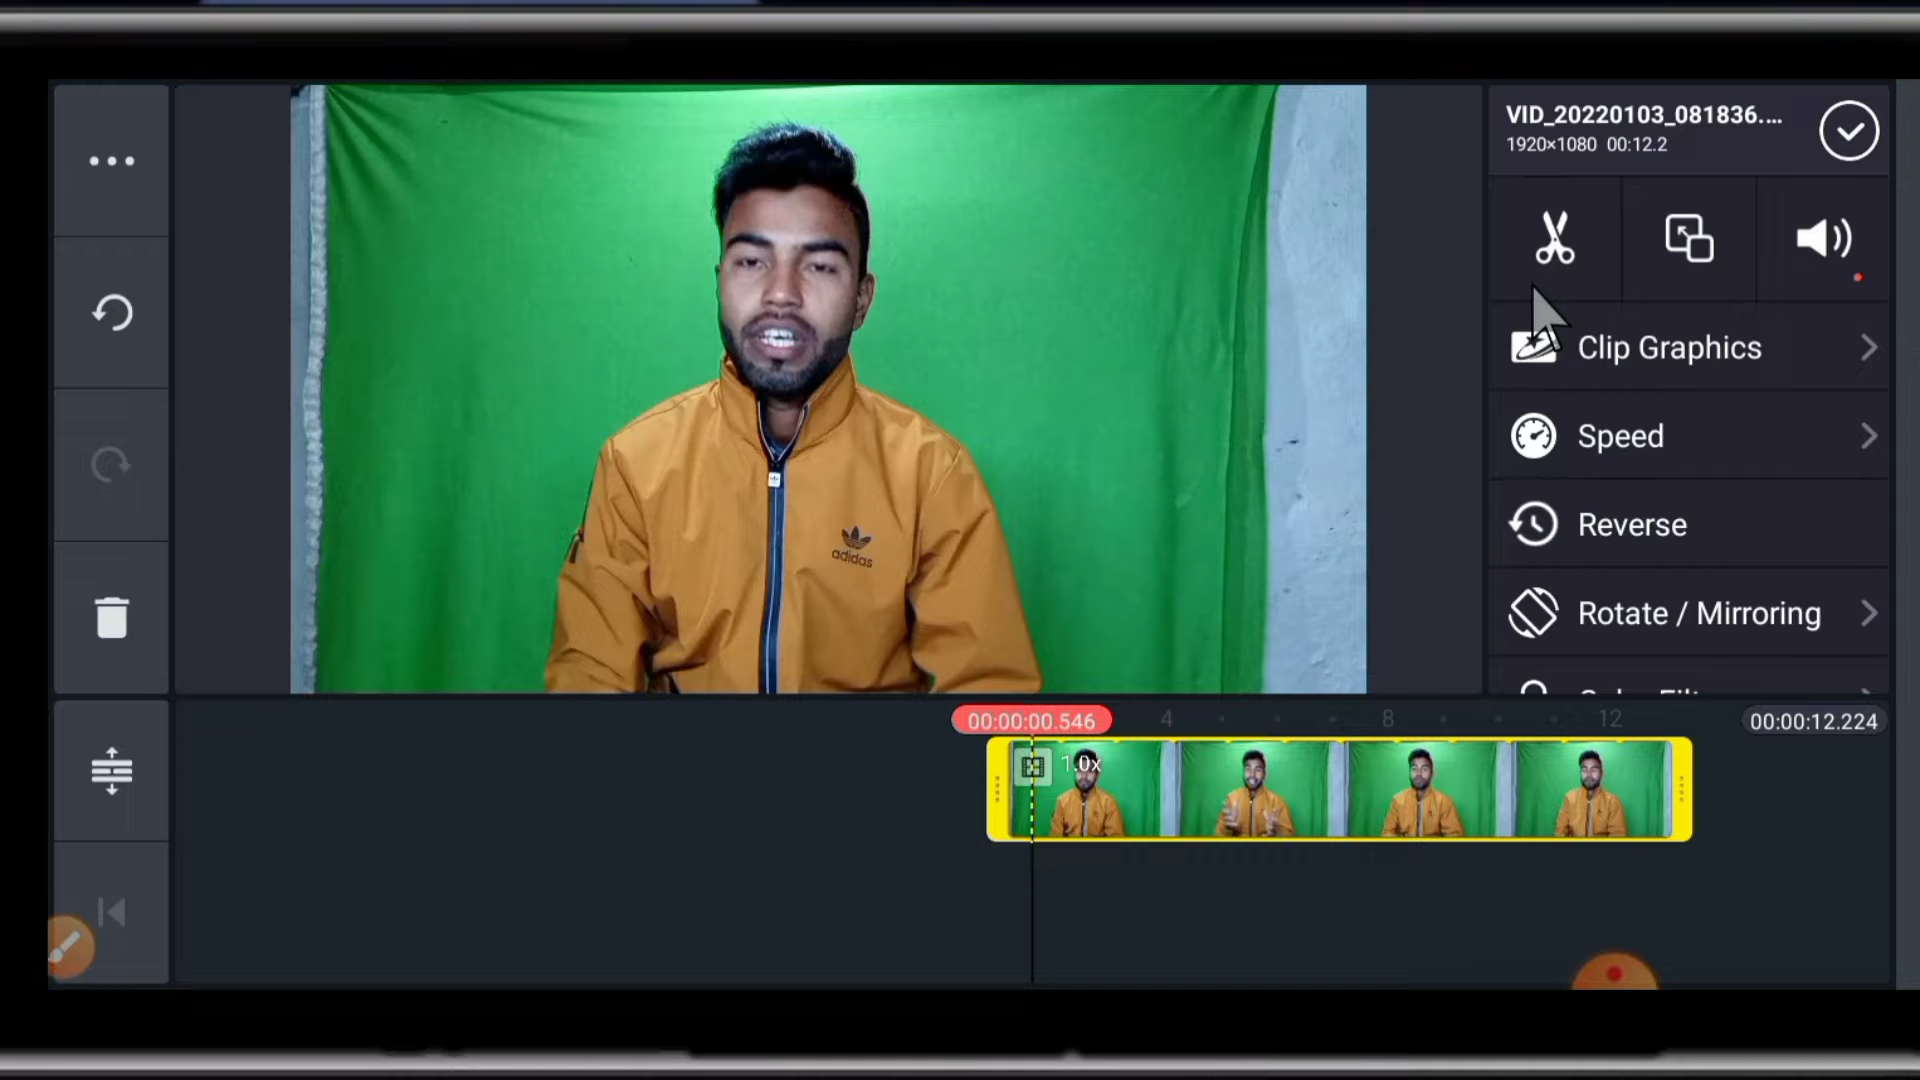 VID_20220103_081836....
1920×1080 00:12.2
Clip Graphics
Speed
Reverse
Rotate / Mirroring
adidas
00:00:00.546
4
8
12
00:00:12.224
1.0x